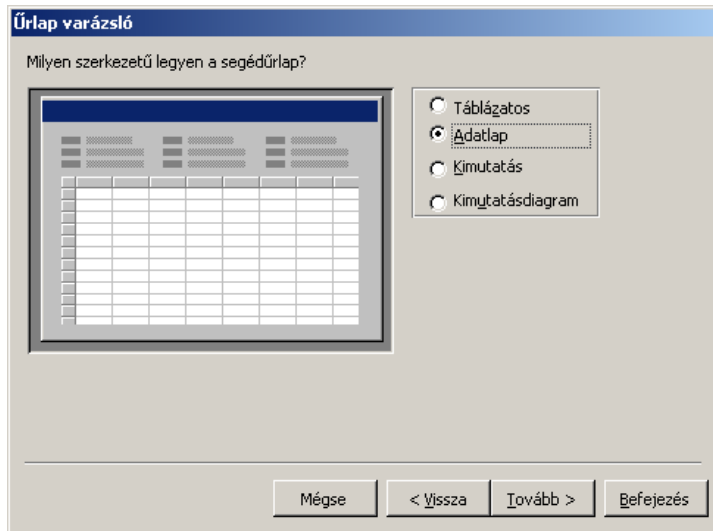 Űrlap varázsló
Milyen szerkezetű legyen a segédűrlap?
Táblázatos
Adatlap
Kimutatás
Kimutatásdiagram
Mégse
< Vissza
Tovább >
Befejezés